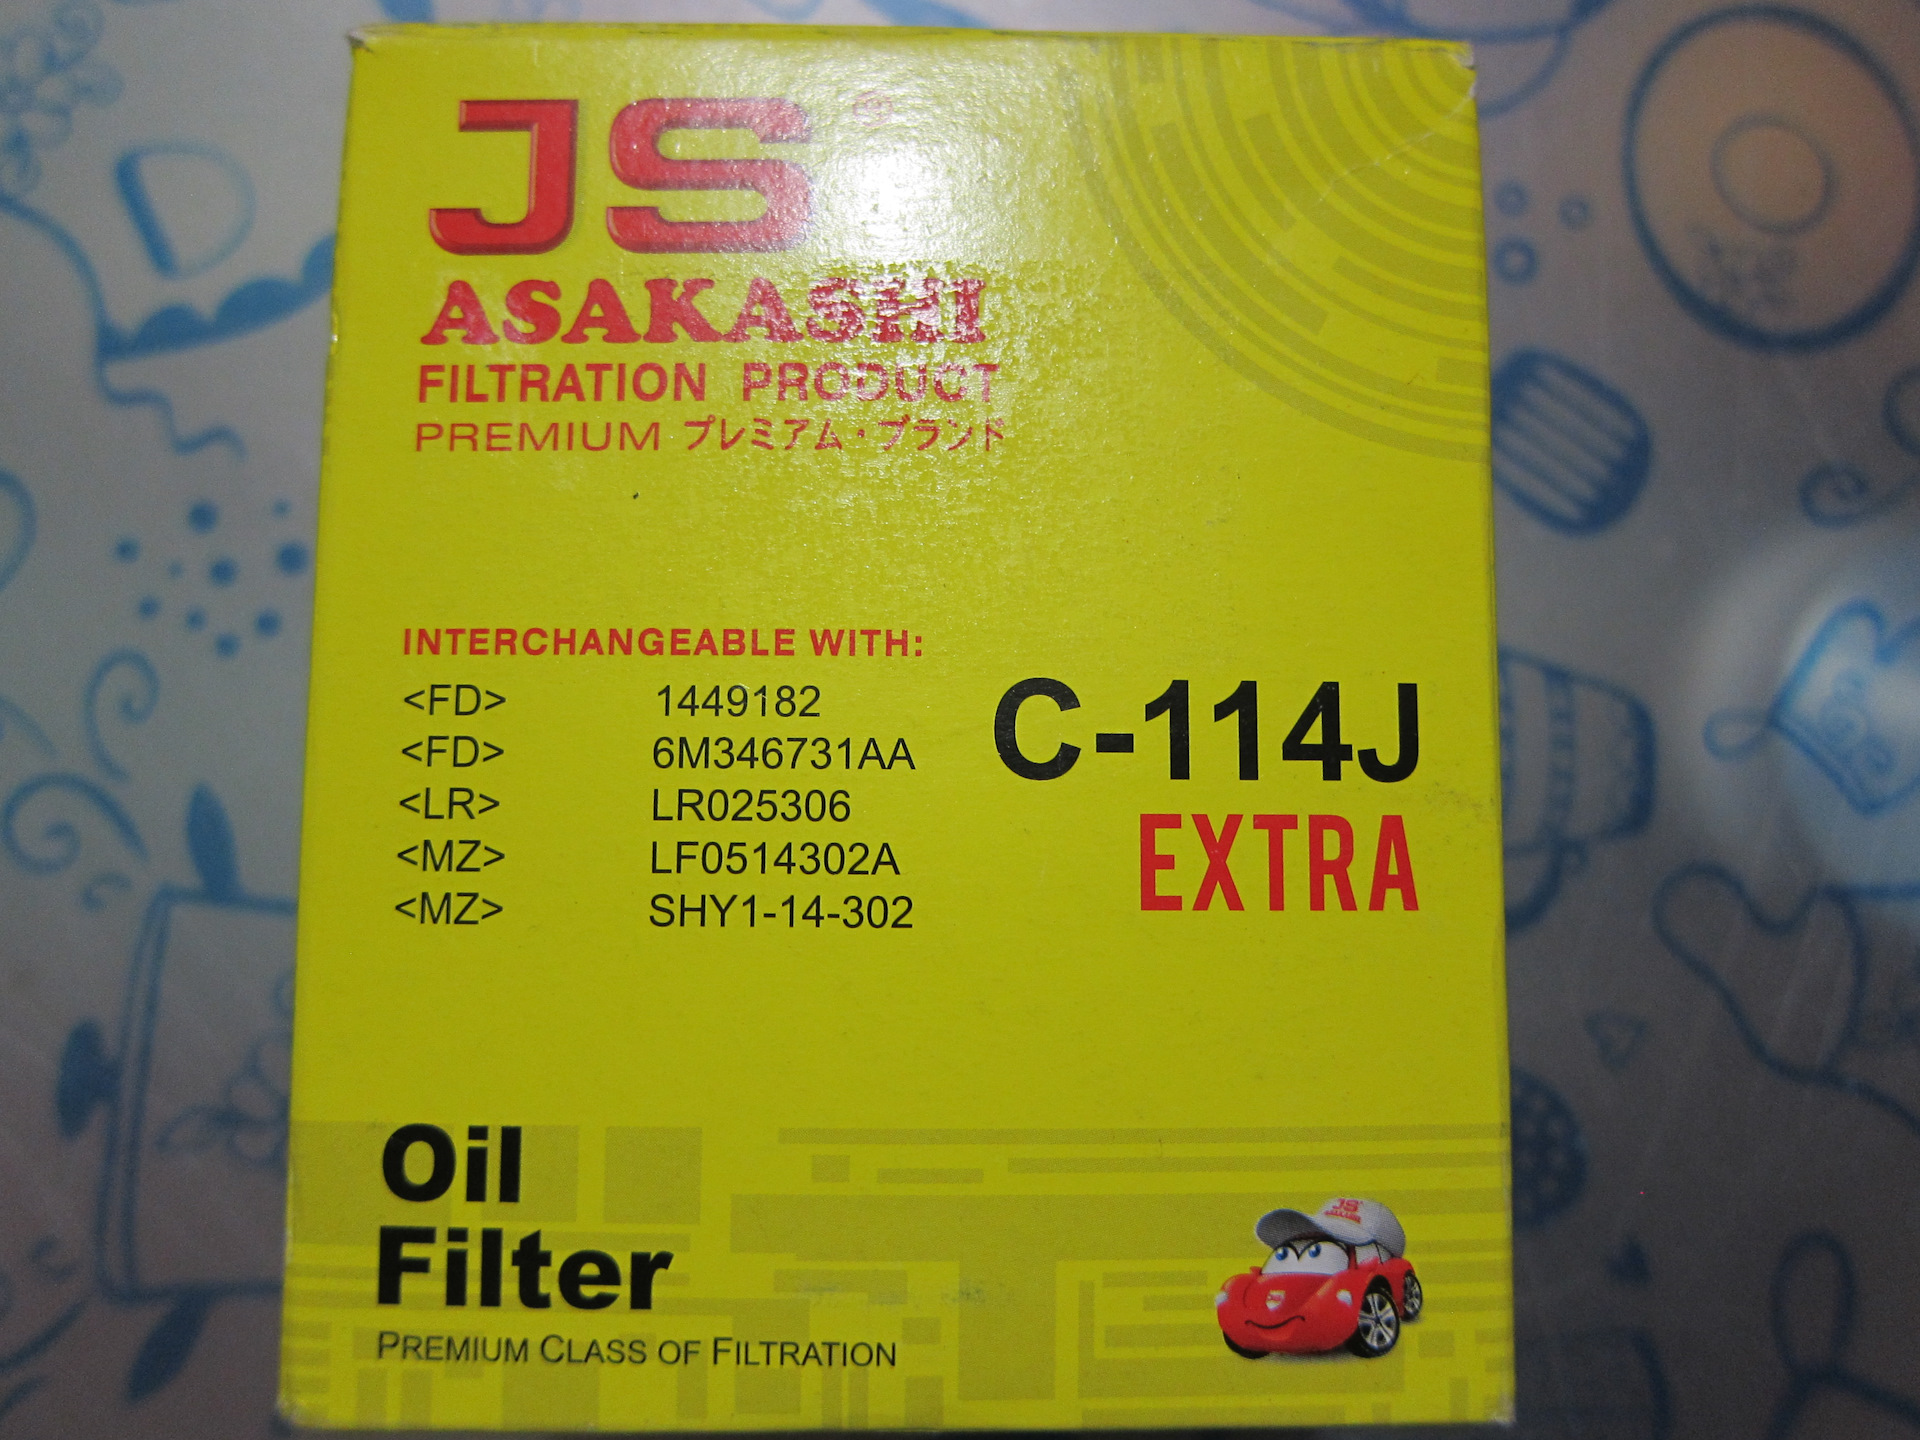 JS®
ASAKASHI
FILTRATION PRODUCT
PREMIUM プレミアム・ブランド
INTERCHANGEABLE WITH:
<FD> 1449182
<FD> 6M346731AA
<LR> LR025306
<MZ> LF0514302A
<MZ> SHY1-14-302
C-114J
EXTRA
Oil
Filter
PREMIUM CLASS OF FILTRATION
JS